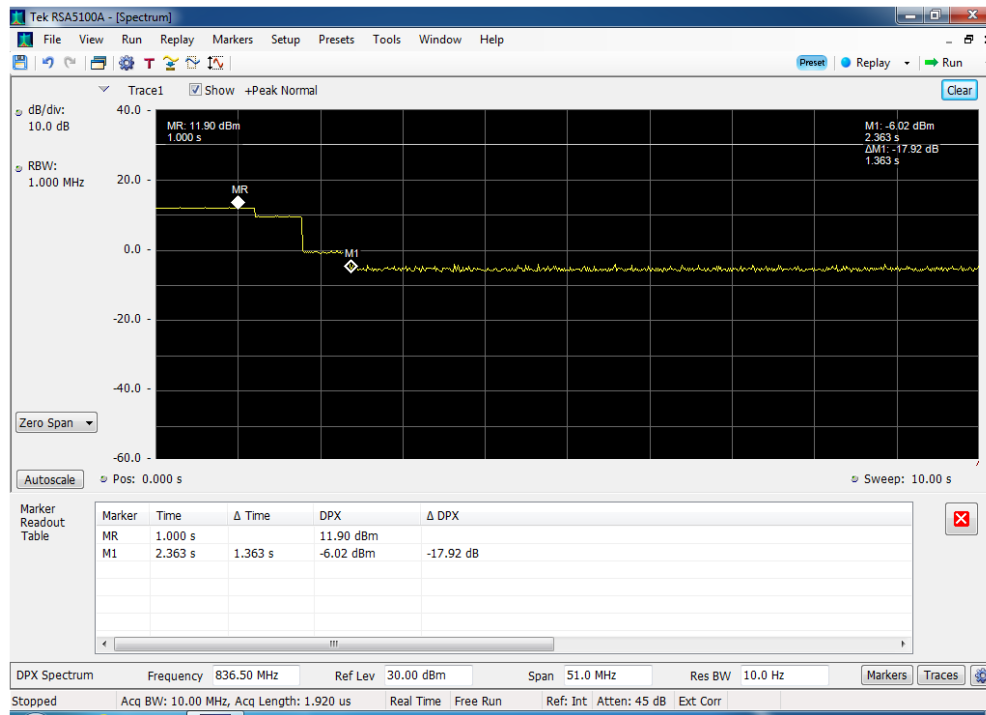 Tek RSA5100A - [Spectrum]
File View Run Replay Markers Setup Presets Tools Window Help
T Preset Replay Run
Trace1 Show +Peak Normal Clear
dB/div:
10.0 dB
RBW:
1.000 MHz
40.0
20.0
0.0
-20.0
-40.0
-60.0
MR: 11.90 dBm
1.000 s
M1: -6.02 dBm
2.363 s
ΔM1: -17.92 dB
1.363 s
MR
M1
Zero Span
Autoscale Pos: 0.000 s Sweep: 10.00 s
Marker
Readout
Table
Marker Time Δ Time DPX Δ DPX
MR 1.000 s 11.90 dBm
M1 2.363 s 1.363 s -6.02 dBm -17.92 dB
DPX Spectrum Frequency 836.50 MHz Ref Lev 30.00 dBm Span 51.0 MHz Res BW 10.0 Hz Markers Traces
Stopped Acq BW: 10.00 MHz, Acq Length: 1.920 us Real Time Free Run Ref: Int Atten: 45 dB Ext Corr